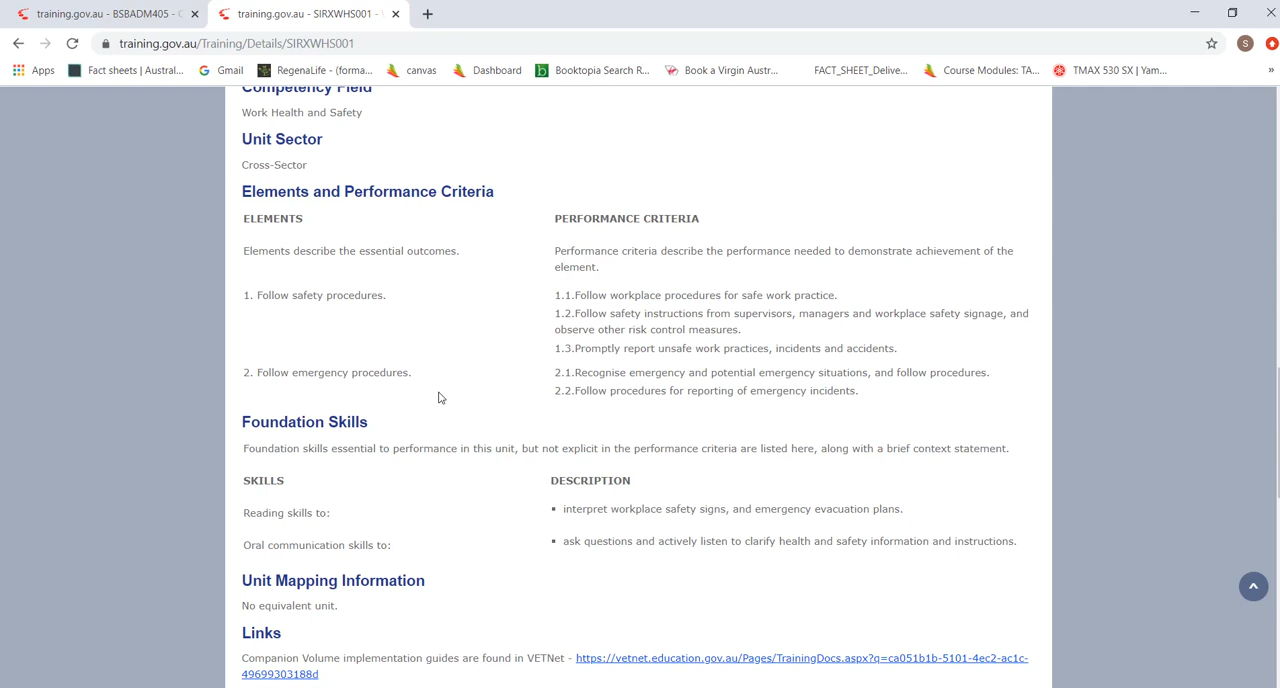 training.gov.au - BSBADM405 -
training.gov.au - SIRXWHS001 -
training.gov.au/Training/Details/SIRXWHS001
S
Apps
Fact sheets | Austral...
Gmail
RegenaLife - (forma...
canvas
Dashboard
Booktopia Search R...
Book a Virgin Austr...
FACT_SHEET_Delive...
Course Modules: TA...
TMAX 530 SX | Yam...
»
Competency Field
Work Health and Safety
Unit Sector
Cross-Sector
Elements and Performance Criteria
ELEMENTS
PERFORMANCE CRITERIA
Elements describe the essential outcomes.
Performance criteria describe the performance needed to demonstrate achievement of the
element.
1. Follow safety procedures.
1.1.Follow workplace procedures for safe work practice.
1.2.Follow safety instructions from supervisors, managers and workplace safety signage, and
observe other risk control measures.
1.3.Promptly report unsafe work practices, incidents and accidents.
2. Follow emergency procedures.
2.1.Recognise emergency and potential emergency situations, and follow procedures.
2.2.Follow procedures for reporting of emergency incidents.
Foundation Skills
Foundation skills essential to performance in this unit, but not explicit in the performance criteria are listed here, along with a brief context statement.
SKILLS
DESCRIPTION
Reading skills to:
▪ interpret workplace safety signs, and emergency evacuation plans.
Oral communication skills to:
▪ ask questions and actively listen to clarify health and safety information and instructions.
Unit Mapping Information
No equivalent unit.
Links
Companion Volume implementation guides are found in VETNet - https://vetnet.education.gov.au/Pages/TrainingDocs.aspx?q=ca051b1b-5101-4ec2-ac1c-
49699303188d